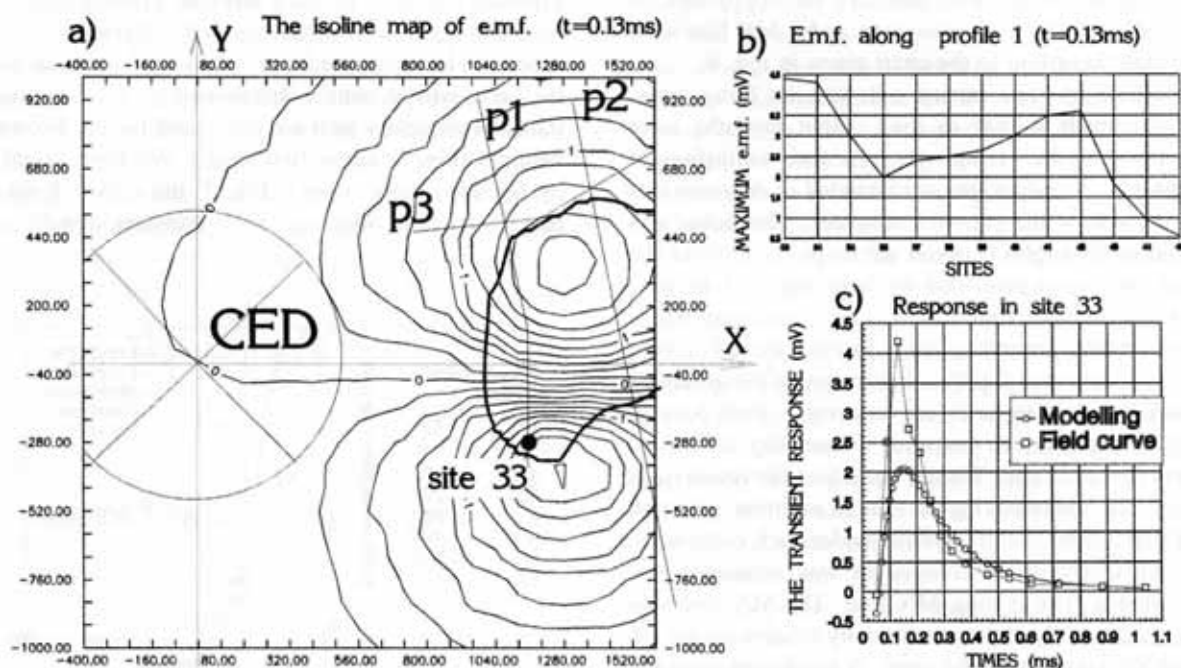 a) Y The isoline map of e.m.f. (t=0.13ms)
-400.00 -160.00 80.00 320.00 560.00 800.00 1040.00 1280.00 1520.00
920.00 920.00
680.00 680.00
440.00 440.00
200.00 200.00
-40.00 -40.00
-280.00 -280.00
-520.00 -520.00
-760.00 -760.00
-1000.00 -1000.00
-400.00 -160.00 80.00 320.00 560.00 800.00 1040.00 1280.00 1520.00
p1
p2
p3
CED
X
site 33
0
0
0
0
-1
-1
-1
-1
b) E.m.f. along profile 1 (t=0.13ms)
MAXIMUM e.m.f. (mV)
SITES
c) Response in site 33
THE TRANSIENT RESPONSE (mV)
4.5
4
3.5
3
2.5
2
1.5
1
0.5
0
-0.5
Modelling
Field curve
0 0.1 0.2 0.3 0.4 0.5 0.6 0.7 0.8 0.9 1 1.1
TIMES (ms)